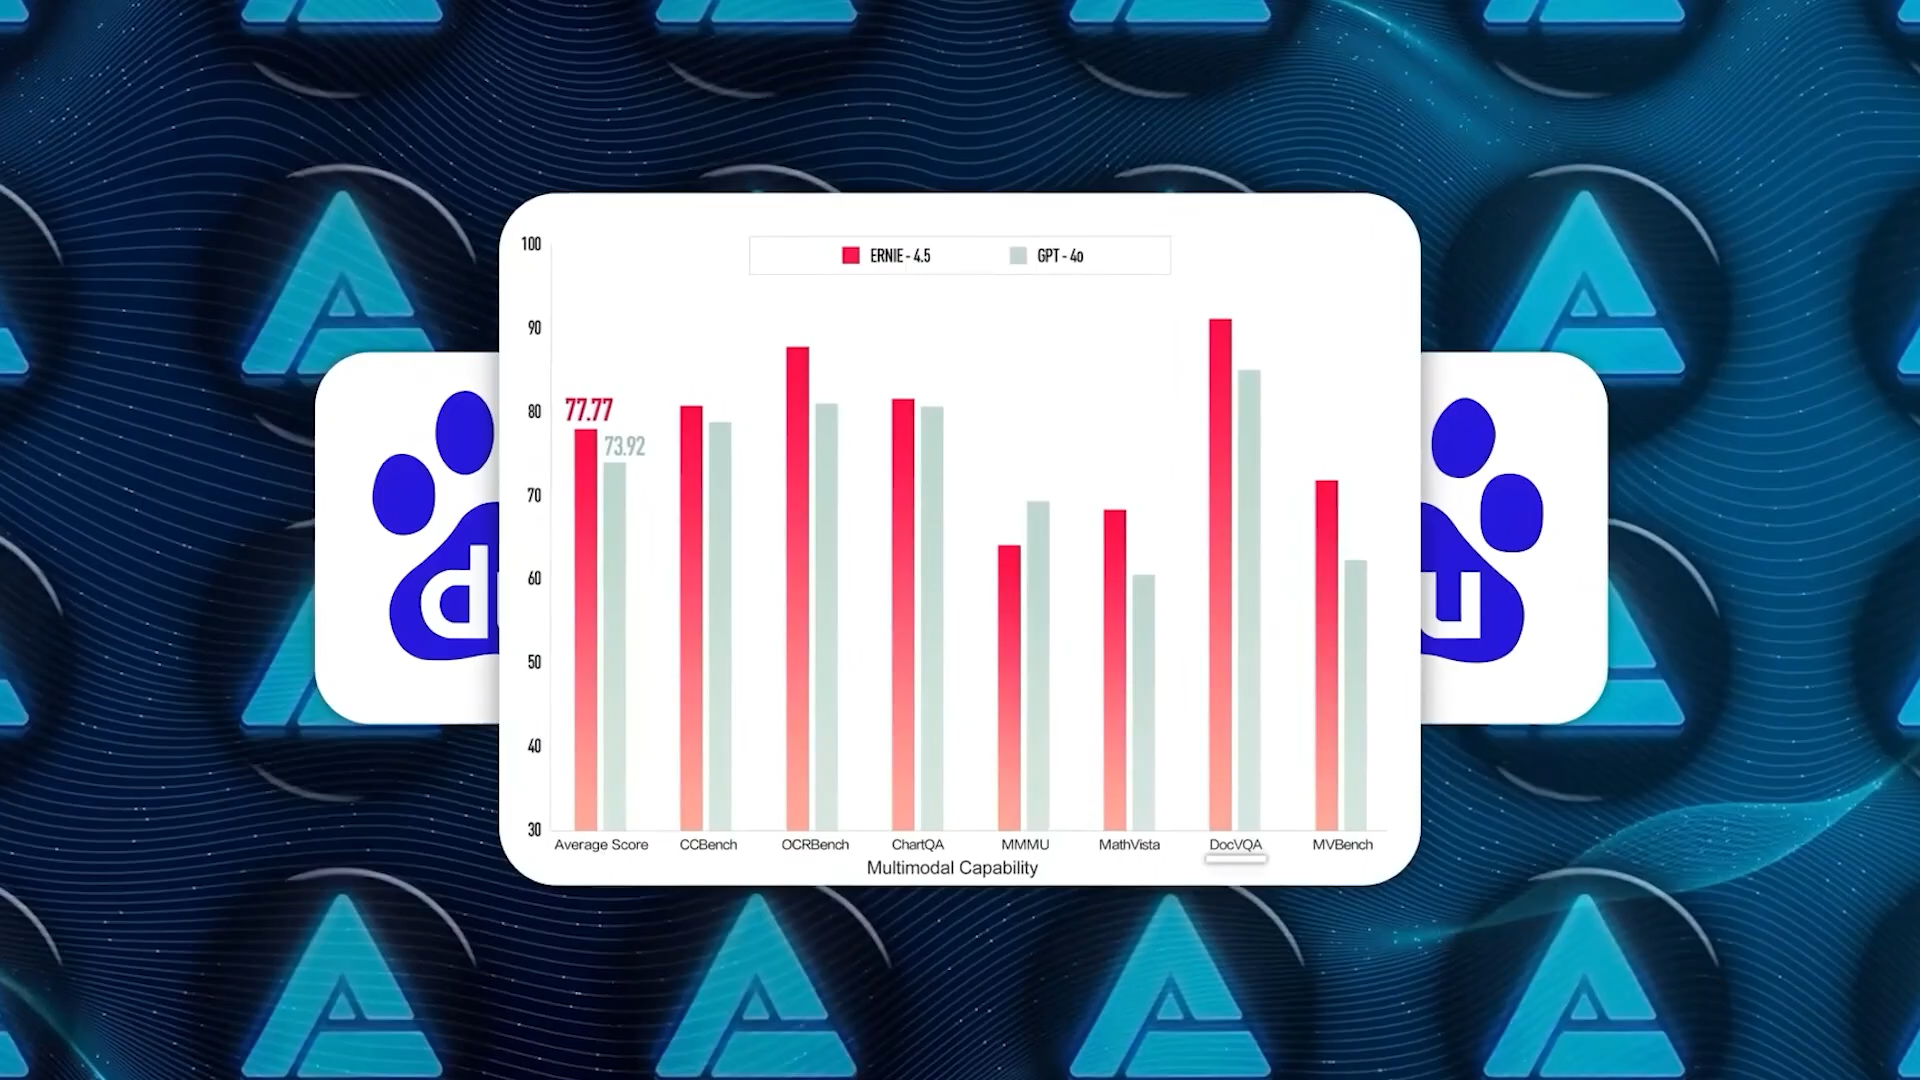 ERNIE - 4.5 GPT - 4o
100
90
80
70
60
50
40
30
77.77
73.92
Average Score CCBench OCRBench ChartQA MMMU MathVista DocVQA MVBench
Multimodal Capability
d
u